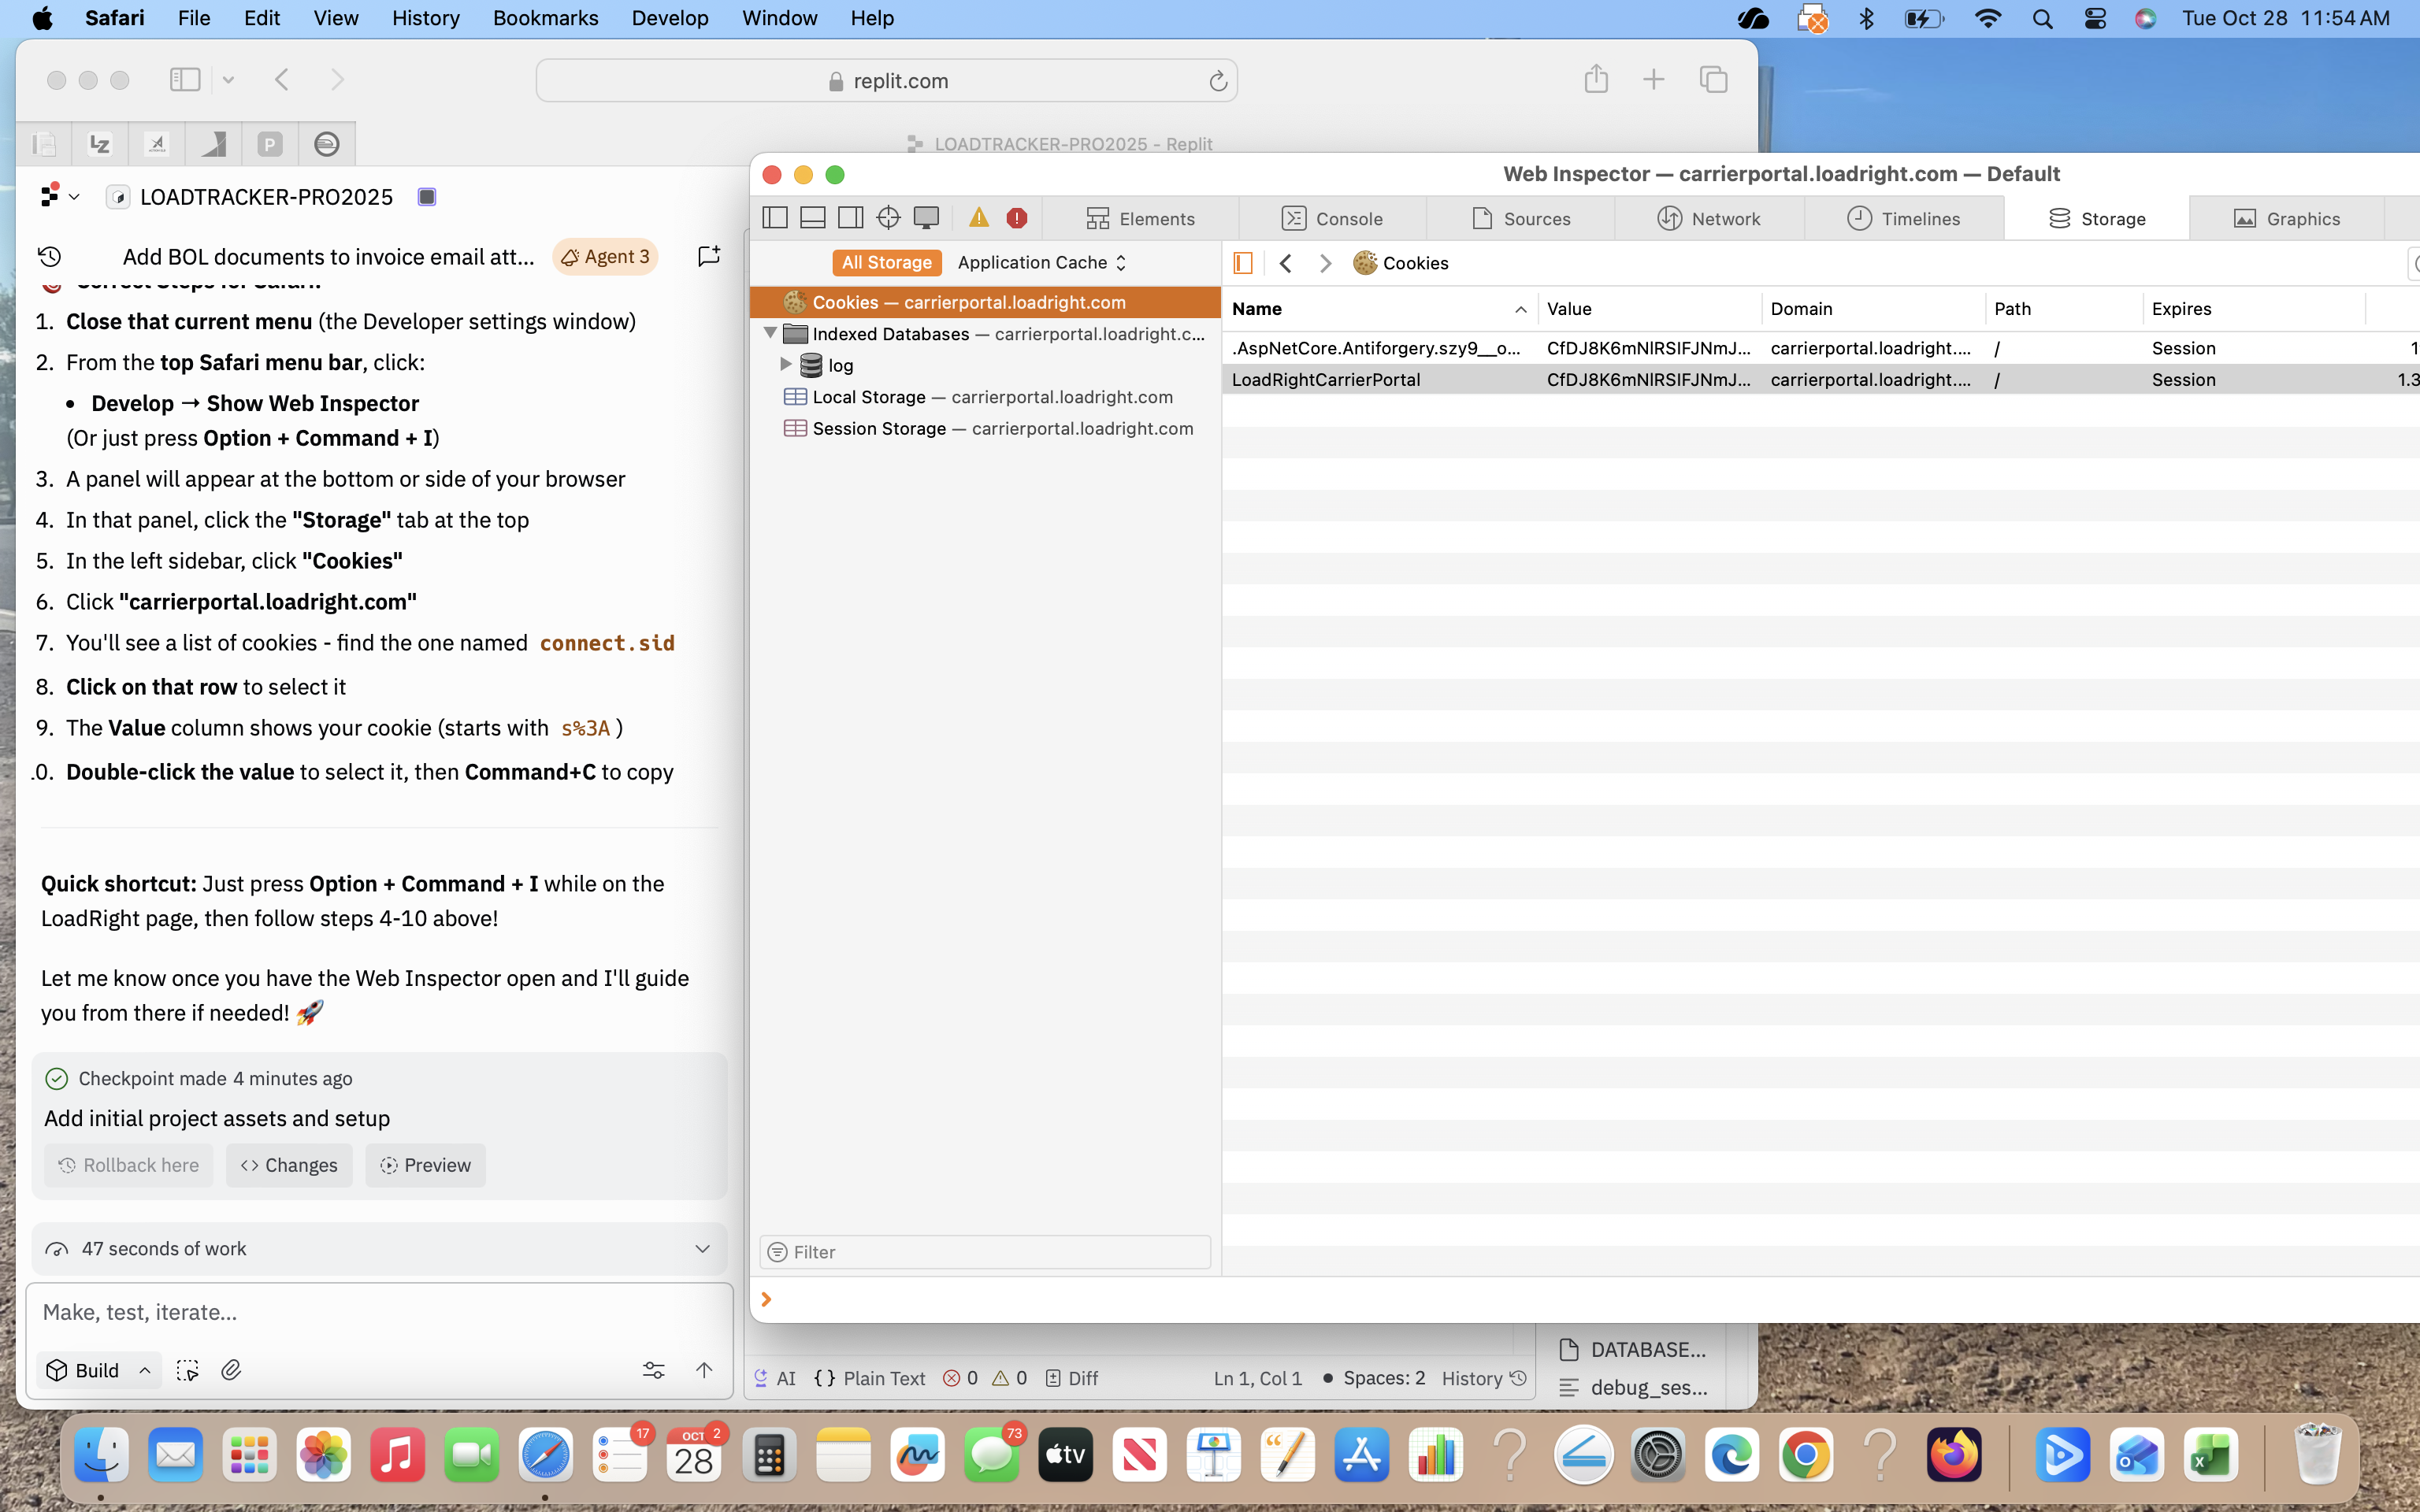 Safari File Edit View History Bookmarks Develop Window Help Tue Oct 28 11:54 AM
replit.com
LZ P LOADTRACKER-PRO2025 - Replit
LOADTRACKER-PRO2025
Add BOL documents to invoice email att... Agent 3
Correct Steps for Safari:
1. Close that current menu (the Developer settings window)
2. From the top Safari menu bar, click:
• Develop → Show Web Inspector
(Or just press Option + Command + I)
3. A panel will appear at the bottom or side of your browser
4. In that panel, click the "Storage" tab at the top
5. In the left sidebar, click "Cookies"
6. Click "carrierportal.loadright.com"
7. You'll see a list of cookies - find the one named connect.sid
8. Click on that row to select it
9. The Value column shows your cookie (starts with s%3A )
.0. Double-click the value to select it, then Command+C to copy
Quick shortcut: Just press Option + Command + I while on the
LoadRight page, then follow steps 4-10 above!
Let me know once you have the Web Inspector open and I'll guide
you from there if needed! 🚀
Checkpoint made 4 minutes ago
Add initial project assets and setup
Rollback here <> Changes Preview
47 seconds of work
Make, test, iterate...
Build
Web Inspector — carrierportal.loadright.com — Default
Elements Console Sources Network Timelines Storage Graphics
All Storage Application Cache
Cookies
Cookies — carrierportal.loadright.com
Indexed Databases — carrierportal.loadright.c...
log
Local Storage — carrierportal.loadright.com
Session Storage — carrierportal.loadright.com
Name Value Domain Path Expires
.AspNetCore.Antiforgery.szy9__o... CfDJ8K6mNlRSIFJNmJ... carrierportal.loadright.... / Session 1
LoadRightCarrierPortal CfDJ8K6mNlRSIFJNmJ... carrierportal.loadright.... / Session 1.3
Filter
AI {} Plain Text 0 0 Diff Ln 1, Col 1 • Spaces: 2 History
DATABASE...
debug_ses...
17 OCT 2 28 73 tv